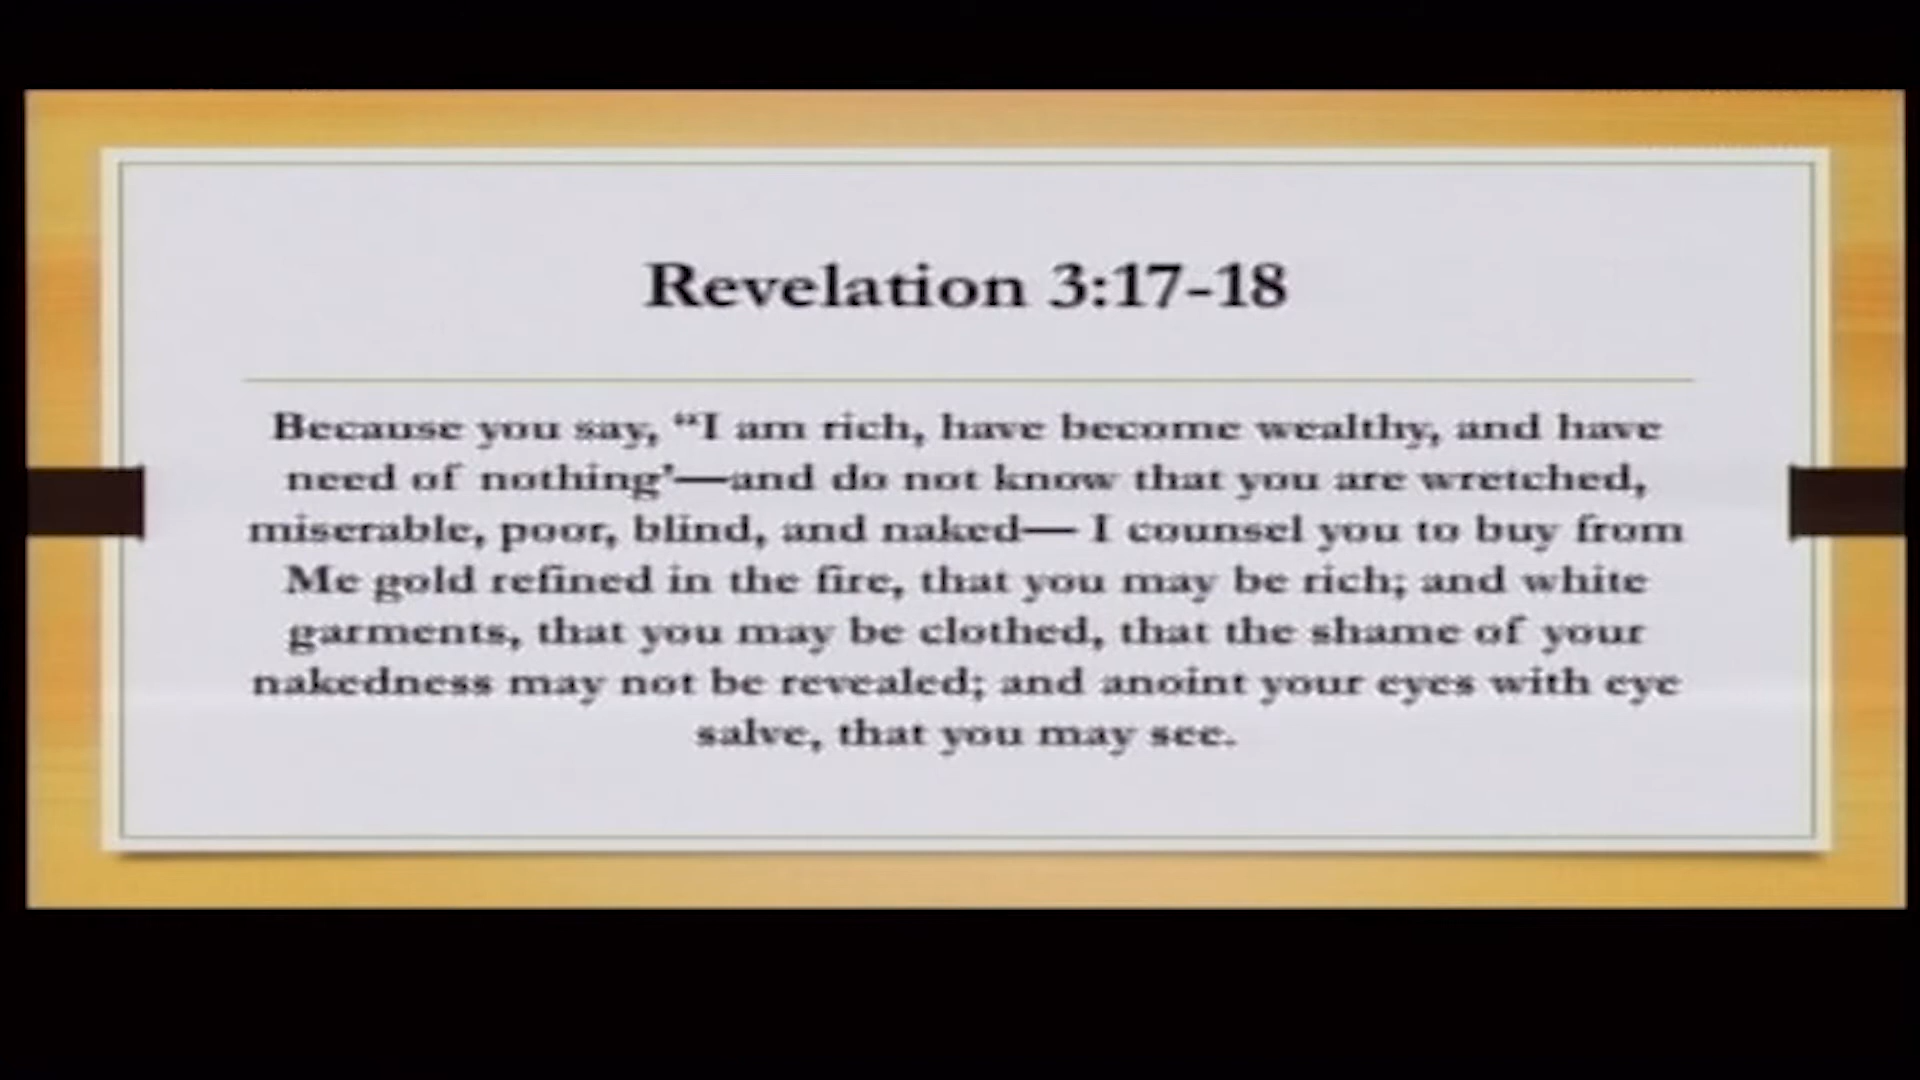 Revelation 3:17-18
Because you say, “I am rich, have become wealthy, and have
need of nothing’—and do not know that you are wretched,
miserable, poor, blind, and naked— I counsel you to buy from
Me gold refined in the fire, that you may be rich; and white
garments, that you may be clothed, that the shame of your
nakedness may not be revealed; and anoint your eyes with eye
salve, that you may see.